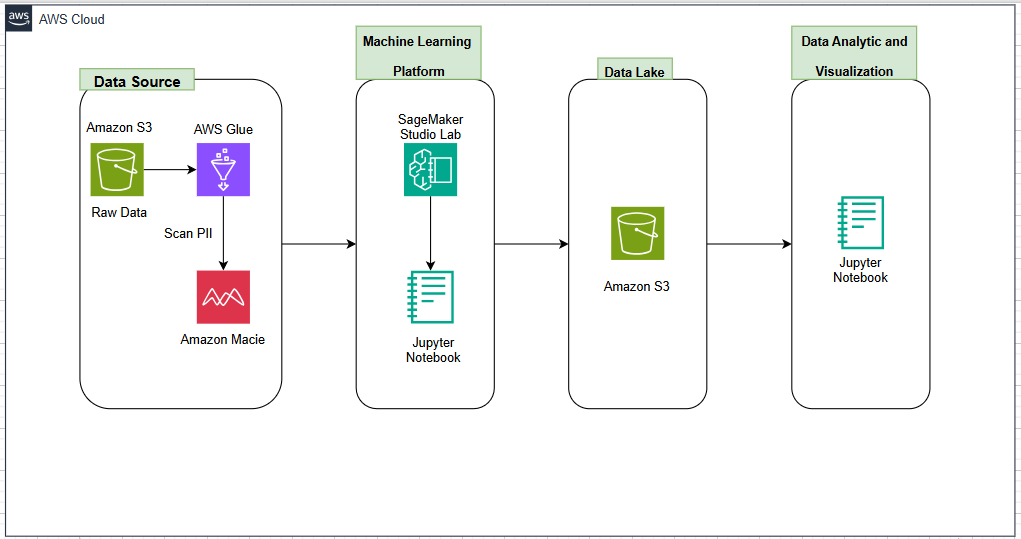 aws
AWS Cloud
Data Source
Amazon S3
AWS Glue
Raw Data
Scan PII
Amazon Macie
Machine Learning
Platform
SageMaker
Studio Lab
Jupyter
Notebook
Data Lake
Amazon S3
Data Analytic and
Visualization
Jupyter
Notebook